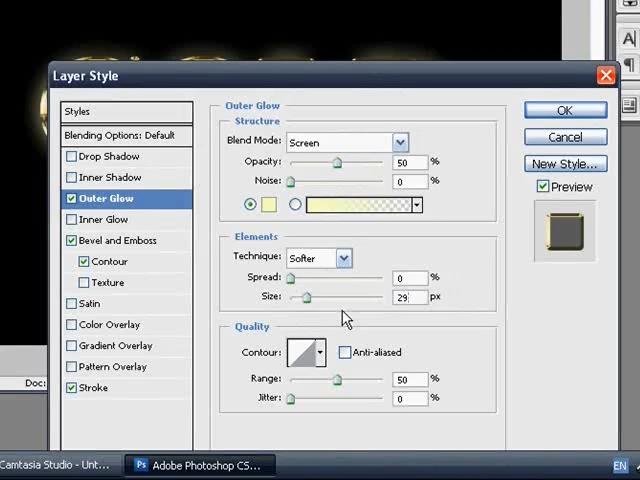 Layer Style
Styles
Blending Options: Default
Drop Shadow
Inner Shadow
Outer Glow
Inner Glow
Bevel and Emboss
Contour
Texture
Satin
Color Overlay
Gradient Overlay
Pattern Overlay
Stroke
Outer Glow
Structure
Blend Mode: Screen
Opacity: 50 %
Noise: 0 %
Elements
Technique: Softer
Spread: 0 %
Size: 29 px
Quality
Contour: Anti-aliased
Range: 50 %
Jitter: 0 %
OK
Cancel
New Style...
Preview
A
Doc:
Camtasia Studio - Unt...
Ps Adobe Photoshop CS...
EN